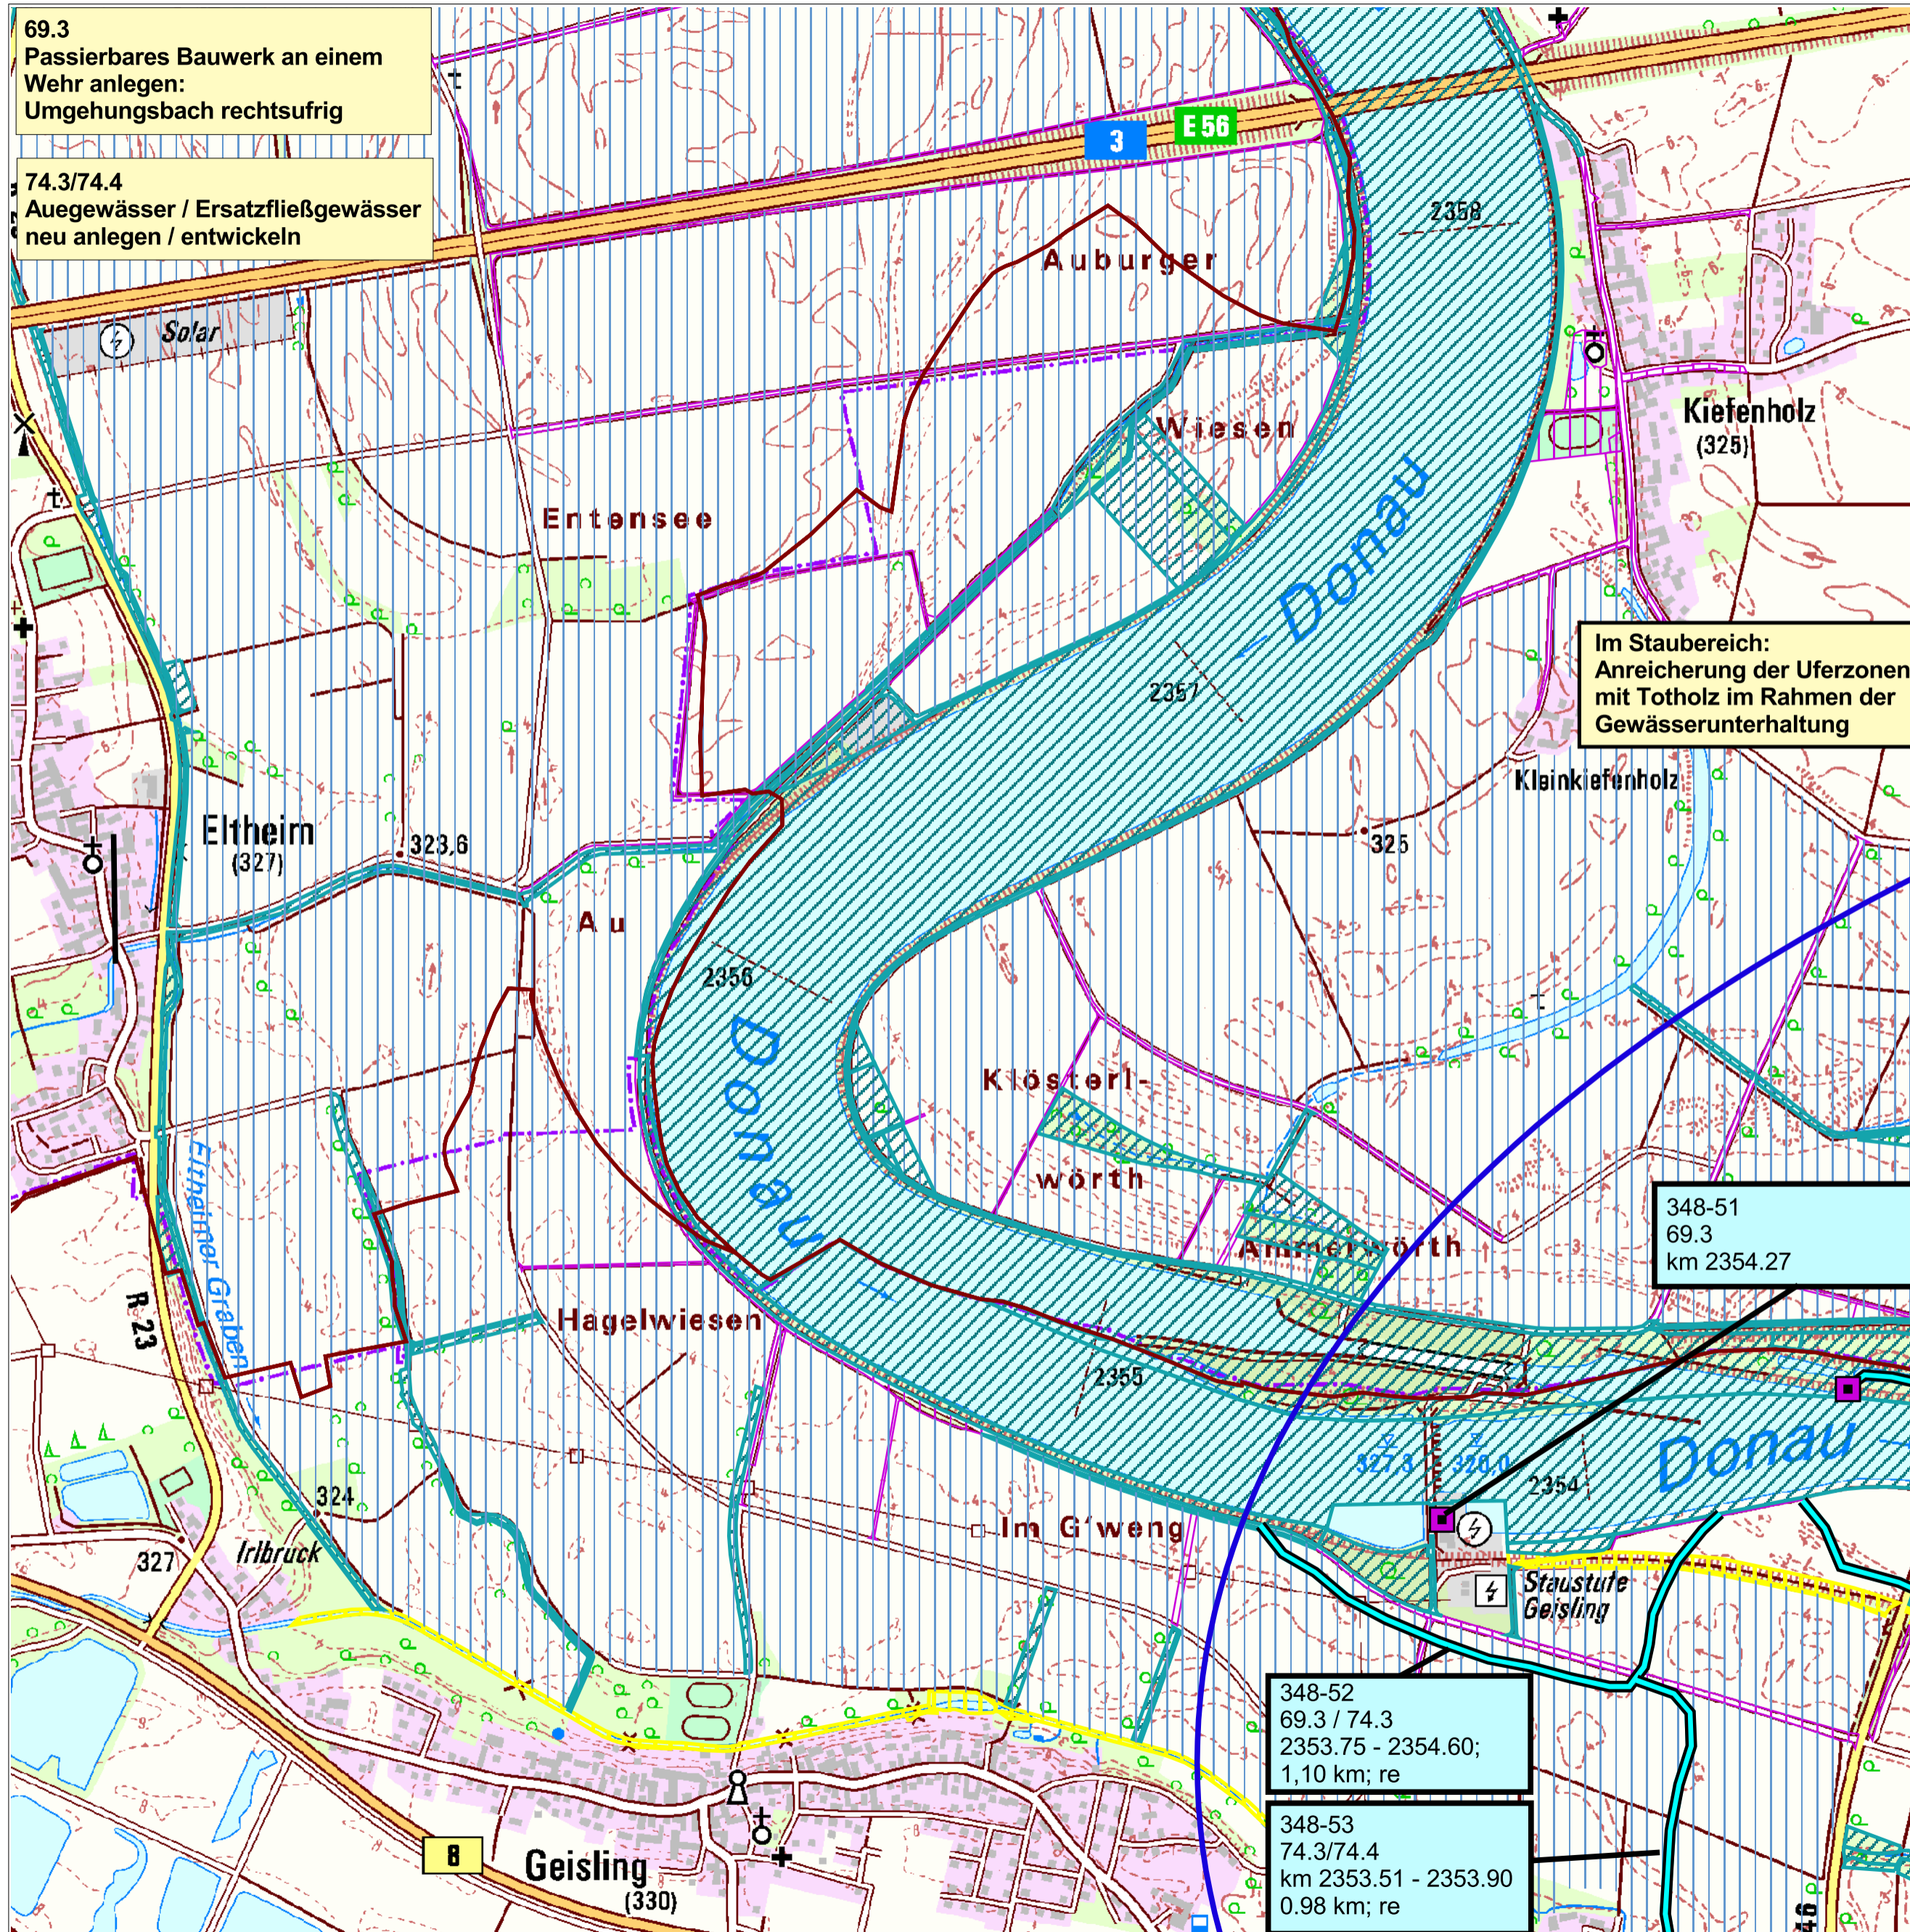 69.3
Passierbares Bauwerk an einem
Wehr anlegen:
Umgehungsbach rechtsufrig
74.3/74.4
Auegewässer / Ersatzfließgewässer
neu anlegen / entwickeln
3
E 56
2358
Auburger
Solar
Wiesen
Kiefenholz
(325)
Entensee
Donau
Im Staubereich:
Anreicherung der Uferzonen
mit Totholz im Rahmen der
Gewässerunterhaltung
2357
Kleinkiefenholz
Eltheim
(327)
323,6
325
Au
2356
Donau
Klösterl-
wörth
Eltheimer Graben
348-51
69.3
km 2354.27
Ammerwörth
R 23
Hagelwiesen
2355
327,3
320,0
2354
Donau
324
Im G'weng
327
Irlbruck
Staustufe
Geisling
348-52
69.3 / 74.3
2353.75 - 2354.60;
1,10 km; re
348-53
74.3/74.4
km 2353.51 - 2353.90
0.98 km; re
8
Geisling
(330)